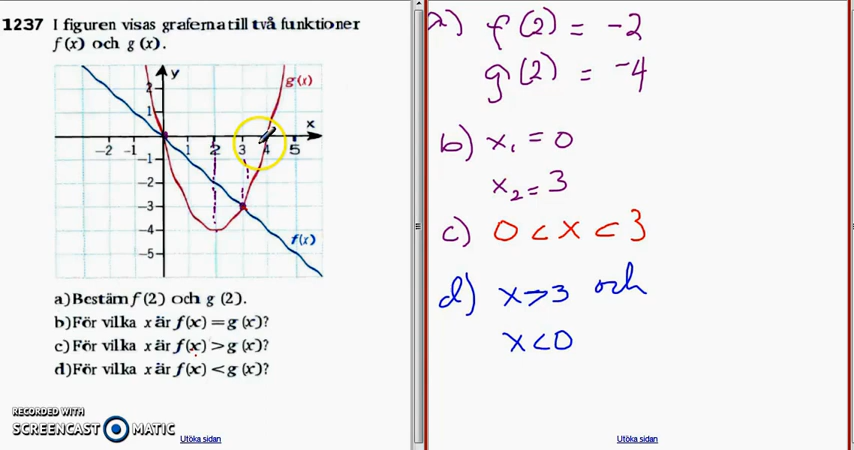 1237 I figuren visas graferna till två funktioner
f(x) och g (x).
y
g(x)
2
1
x
−2 −1 1 2 3 4 5
−1
−2
−3
−4
−5
f(x)
a) Bestäm f (2) och g (2).
b) För vilka x är f(x) = g (x)?
c) För vilka x är f(x) > g (x)?
d) För vilka x är f(x) < g (x)?
RECORDED WITH
SCREENCAST MATIC
Utöka sidan
a) f(2) = −2
g(2) = −4
b) x₁ = 0
x₂ = 3
c) 0 < x < 3
d) x > 3 och
x < 0
Utöka sidan